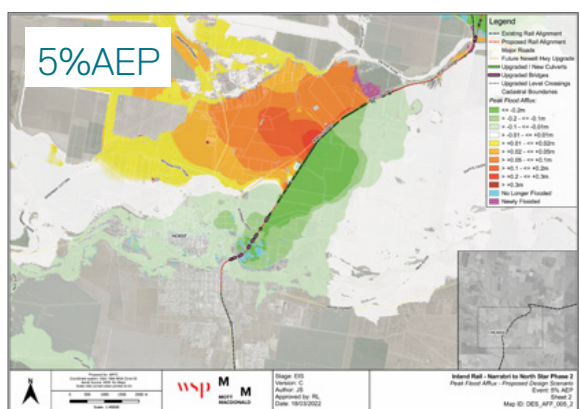 5%AEP
Legend
Existing Rail Alignment
Proposed Rail Alignment
Major Roads
Future Newell Hwy Upgrade
Upgraded / New Culverts
Upgraded Bridges
Upgraded Level Crossings
Cadastral Boundaries
Peak Flood Afflux:
<= -0.2m
> -0.2 - <= -0.1m
> -0.1 - <= -0.01m
> -0.01 - <= +0.01m
> +0.01 - <= +0.02m
> +0.02 - <= +0.05m
> +0.05 - <= +0.1m
> +0.1 - <= +0.2m
> +0.2 - <= +0.3m
> +0.3m
No Longer Flooded
Newly Flooded
MOREE
N
wsp
M M
MOTT
MACDONALD
Stage: EIS
Version: C
Author: JS
Approved by: RL
Date: 18/03/2022
Inland Rail - Narrabri to North Star Phase 2
Peak Flood Afflux - Proposed Design Scenario
Event: 5% AEP
Sheet 2
Map ID: DES_AFF_005_2